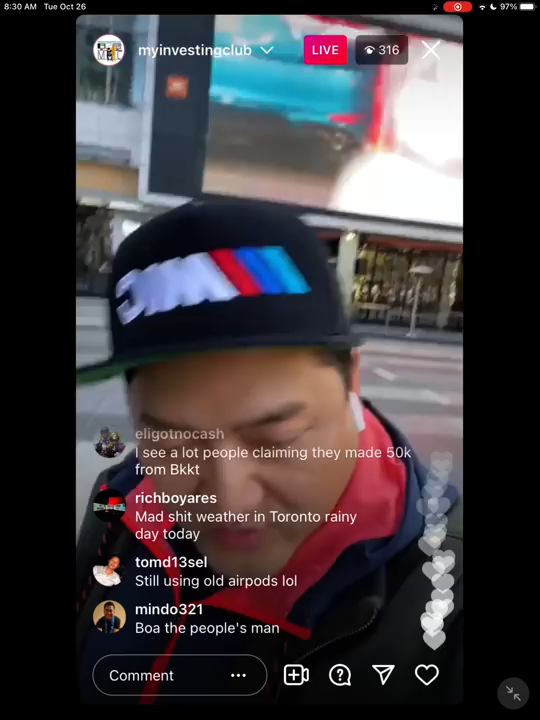 8:30 AM Tue Oct 26
97%
myinvestingclub
LIVE
316
eligotnocash
I see a lot people claiming they made 50k
from Bkkt
richboyares
Mad shit weather in Toronto rainy
day today
tomd13sel
Still using old airpods lol
mindo321
Boa the people's man
Comment